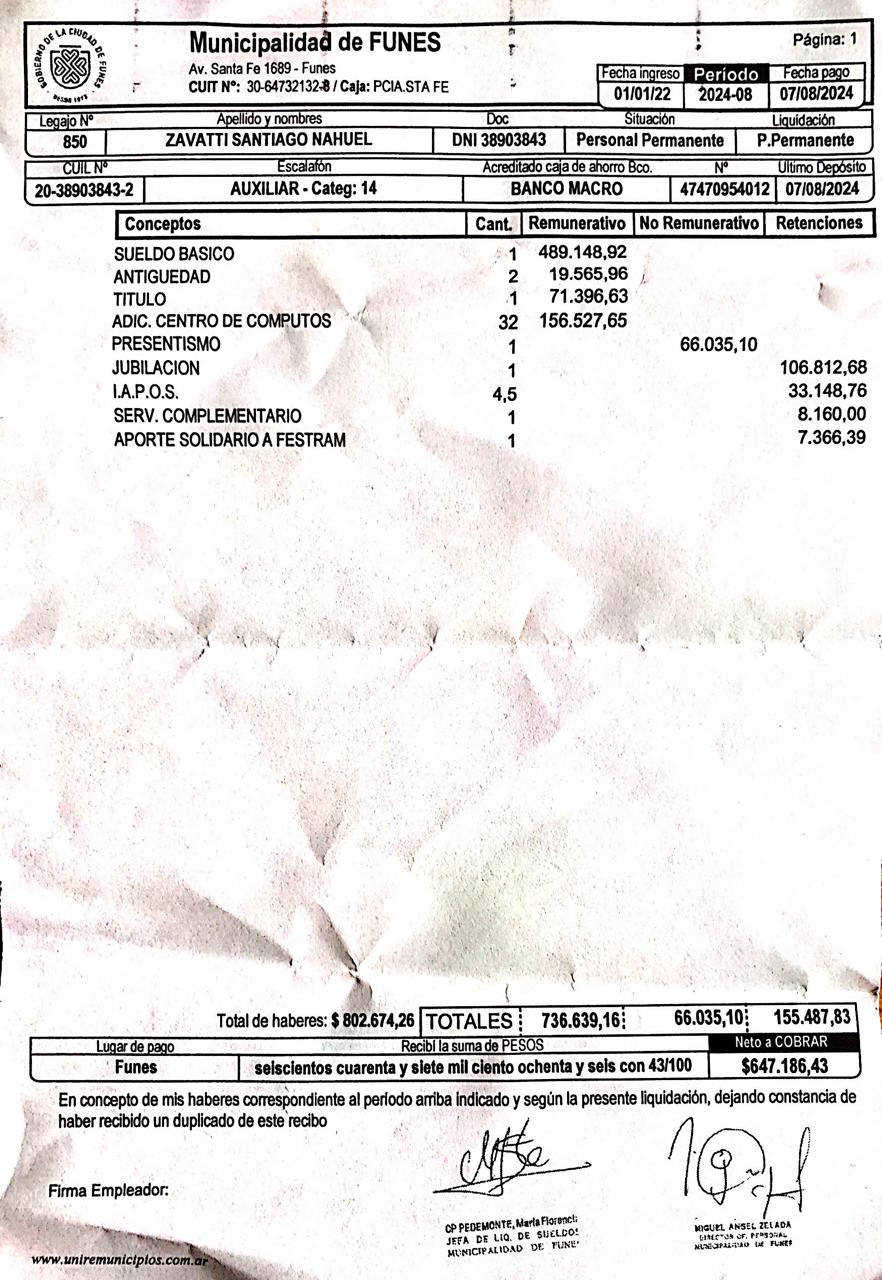 GOBIERNO DE LA CIUDAD DE FUNES
DESDE 1875
Municipalidad de FUNES
Av. Santa Fe 1689 - Funes
CUIT Nº: 30-64732132-8 / Caja: PCIA.STA FE
Página: 1
Fecha ingreso Período Fecha pago
01/01/22 2024-08 07/08/2024
Legajo Nº Apellido y nombres Doc Situación Liquidación
850 ZAVATTI SANTIAGO NAHUEL DNI 38903843 Personal Permanente P.Permanente
CUIL Nº Escalafón Acreditado caja de ahorro Bco. Nº Ultimo Depósito
20-38903843-2 AUXILIAR - Categ: 14 BANCO MACRO 47470954012 07/08/2024
Conceptos Cant. Remunerativo No Remunerativo Retenciones
SUELDO BASICO 1 489.148,92
ANTIGUEDAD 2 19.565,96
TITULO 1 71.396,63
ADIC. CENTRO DE COMPUTOS 32 156.527,65
PRESENTISMO 1 66.035,10
JUBILACION 1 106.812,68
I.A.P.O.S. 4,5 33.148,76
SERV. COMPLEMENTARIO 1 8.160,00
APORTE SOLIDARIO A FESTRAM 1 7.366,39
Total de haberes: $ 802.674,26 TOTALES 736.639,16 66.035,10 155.487,83
Lugar de pago Recibí la suma de PESOS Neto a COBRAR
Funes seiscientos cuarenta y siete mil ciento ochenta y seis con 43/100 $647.186,43
En concepto de mis haberes correspondiente al período arriba indicado y según la presente liquidación, dejando constancia de
haber recibido un duplicado de este recibo
Firma Empleador:
CP PEDEMONTE, María Florenci
JEFA DE LIQ. DE SUELDOS
MUNICIPALIDAD DE FUNE
MIGUEL ANGEL ZELADA
DIRECTOR OF. PERSONAL
MUNICIPALIDAD DE FUNES
www.uniremunicipios.com.ar